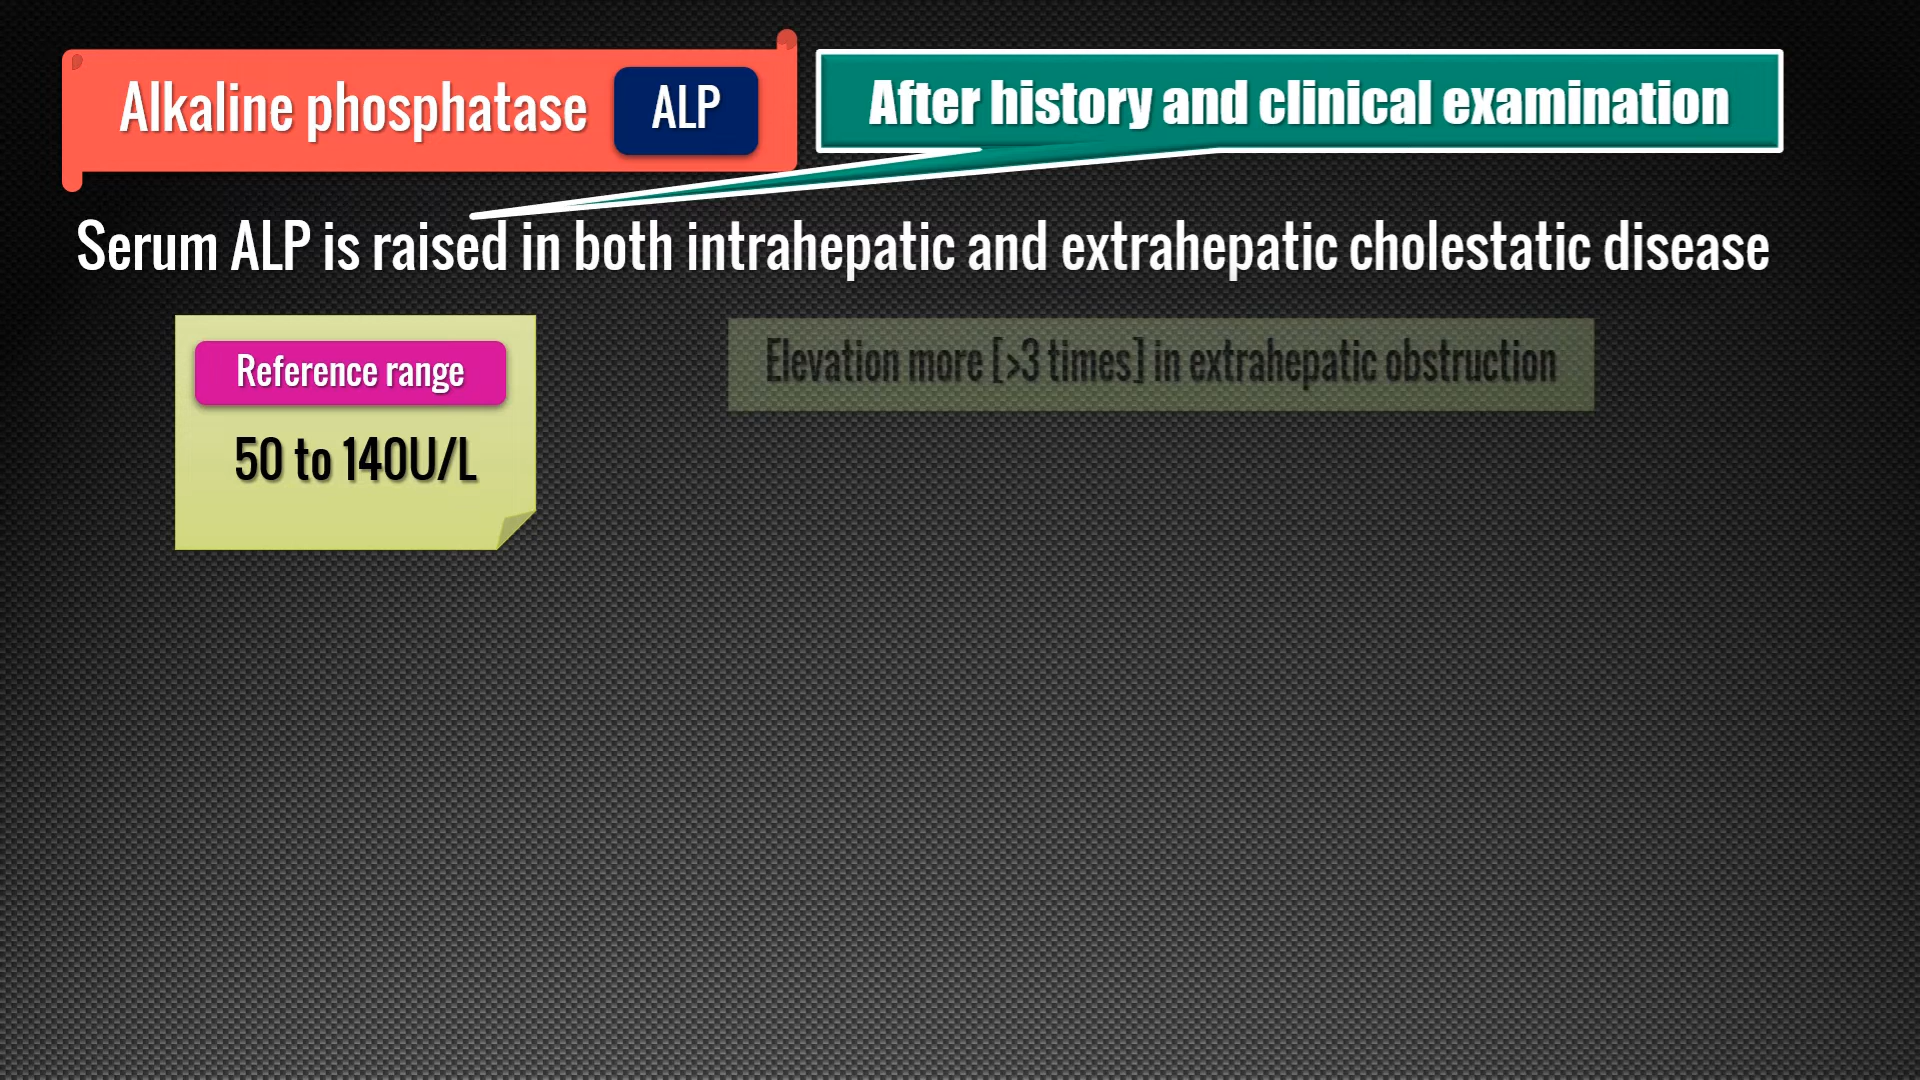 Alkaline phosphatase ALP
After history and clinical examination
Serum ALP is raised in both intrahepatic and extrahepatic cholestatic disease
Reference range
50 to 140U/L
Elevation more [>3 times] in extrahepatic obstruction